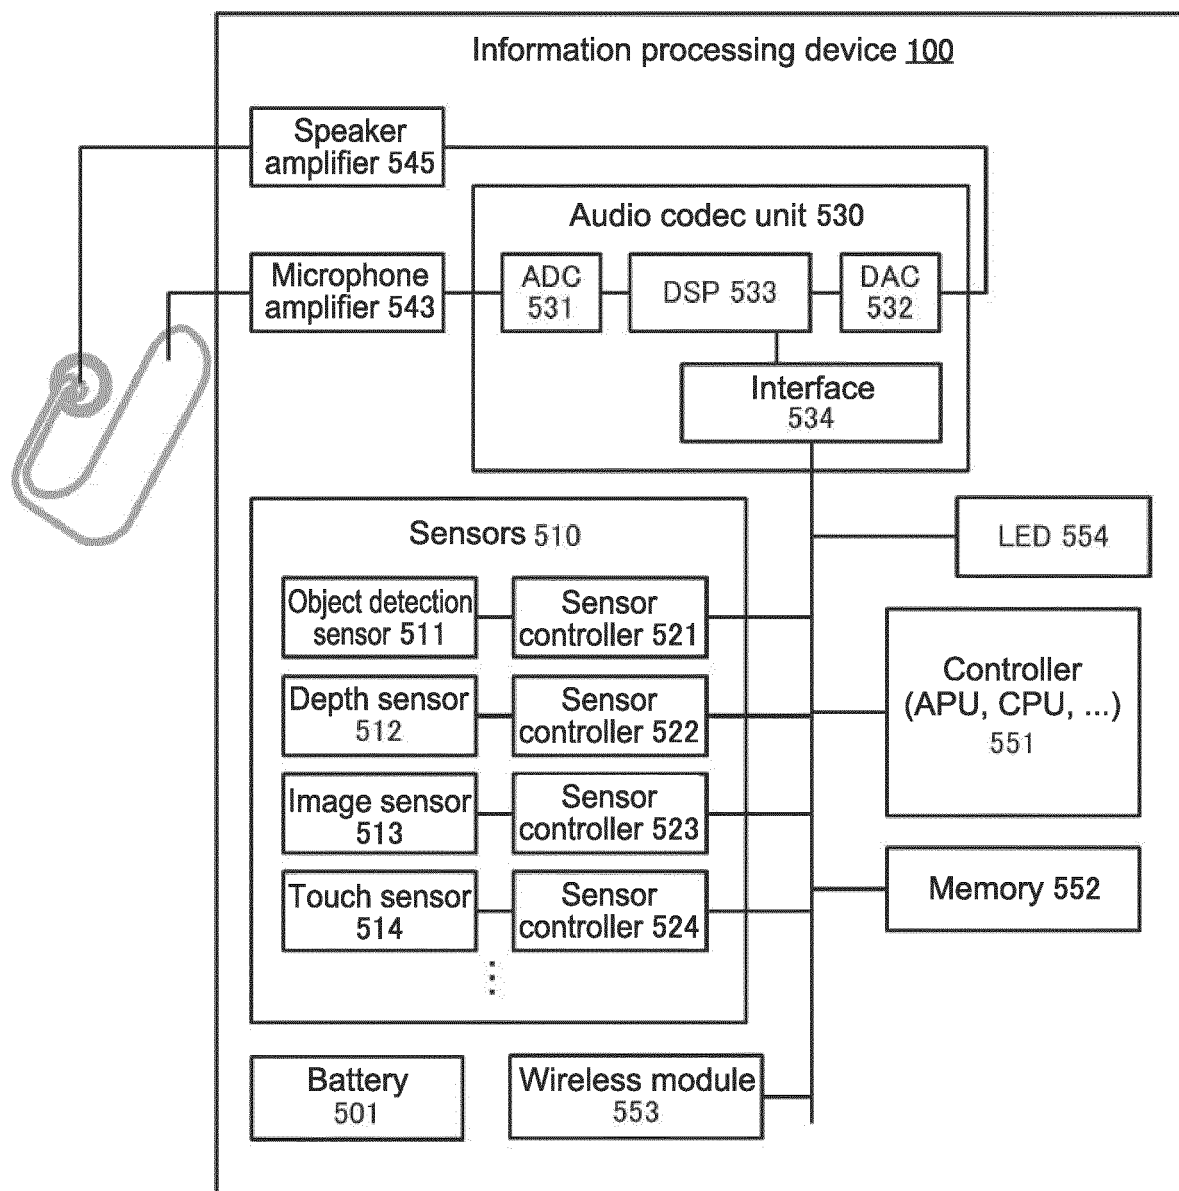 Information processing device 100
Speaker
amplifier 545
Audio codec unit 530
Microphone
amplifier 543
ADC
531
DSP 533
DAC
532
Interface
534
Sensors 510
LED 554
Object detection
sensor 511
Sensor
controller 521
Controller
(APU, CPU, ...)
551
Depth sensor
512
Sensor
controller 522
Image sensor
513
Sensor
controller 523
Memory 552
Touch sensor
514
Sensor
controller 524
Battery
501
Wireless module
553